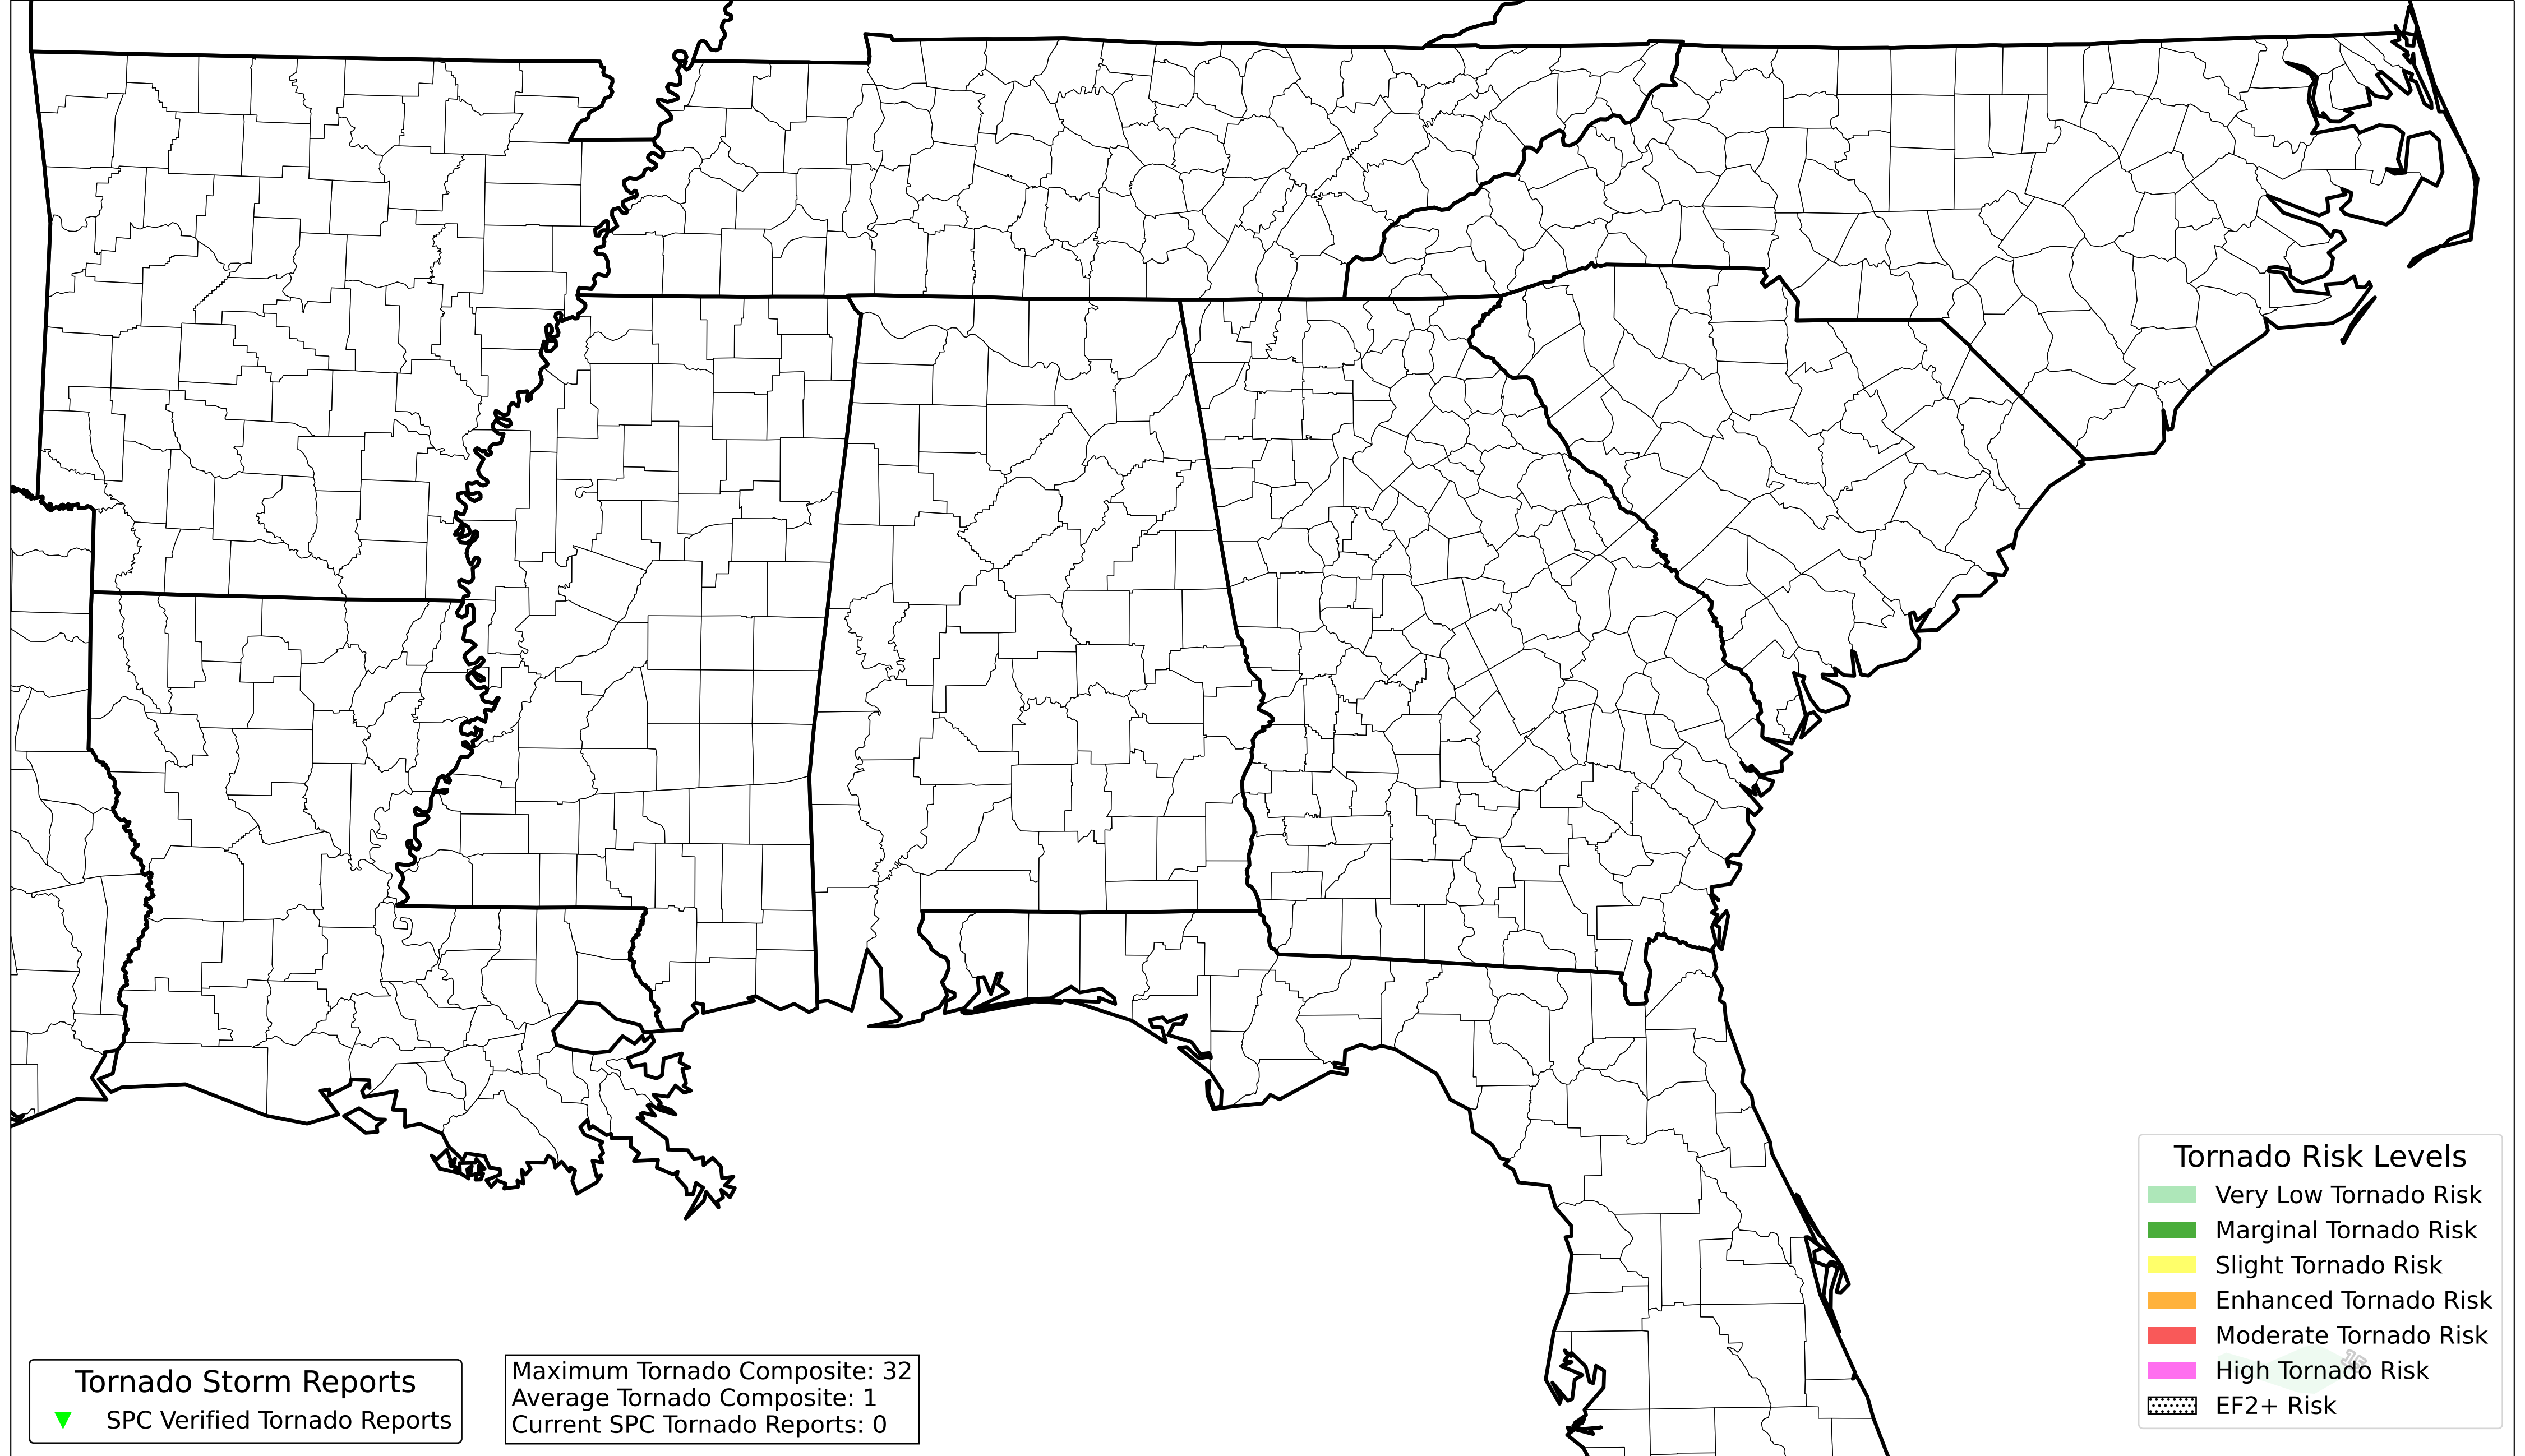 Tornado Storm Reports
SPC Verified Tornado Reports
Maximum Tornado Composite: 32
Average Tornado Composite: 1
Current SPC Tornado Reports: 0
Tornado Risk Levels
Very Low Tornado Risk
Marginal Tornado Risk
Slight Tornado Risk
Enhanced Tornado Risk
Moderate Tornado Risk
15
High Tornado Risk
EF2+ Risk